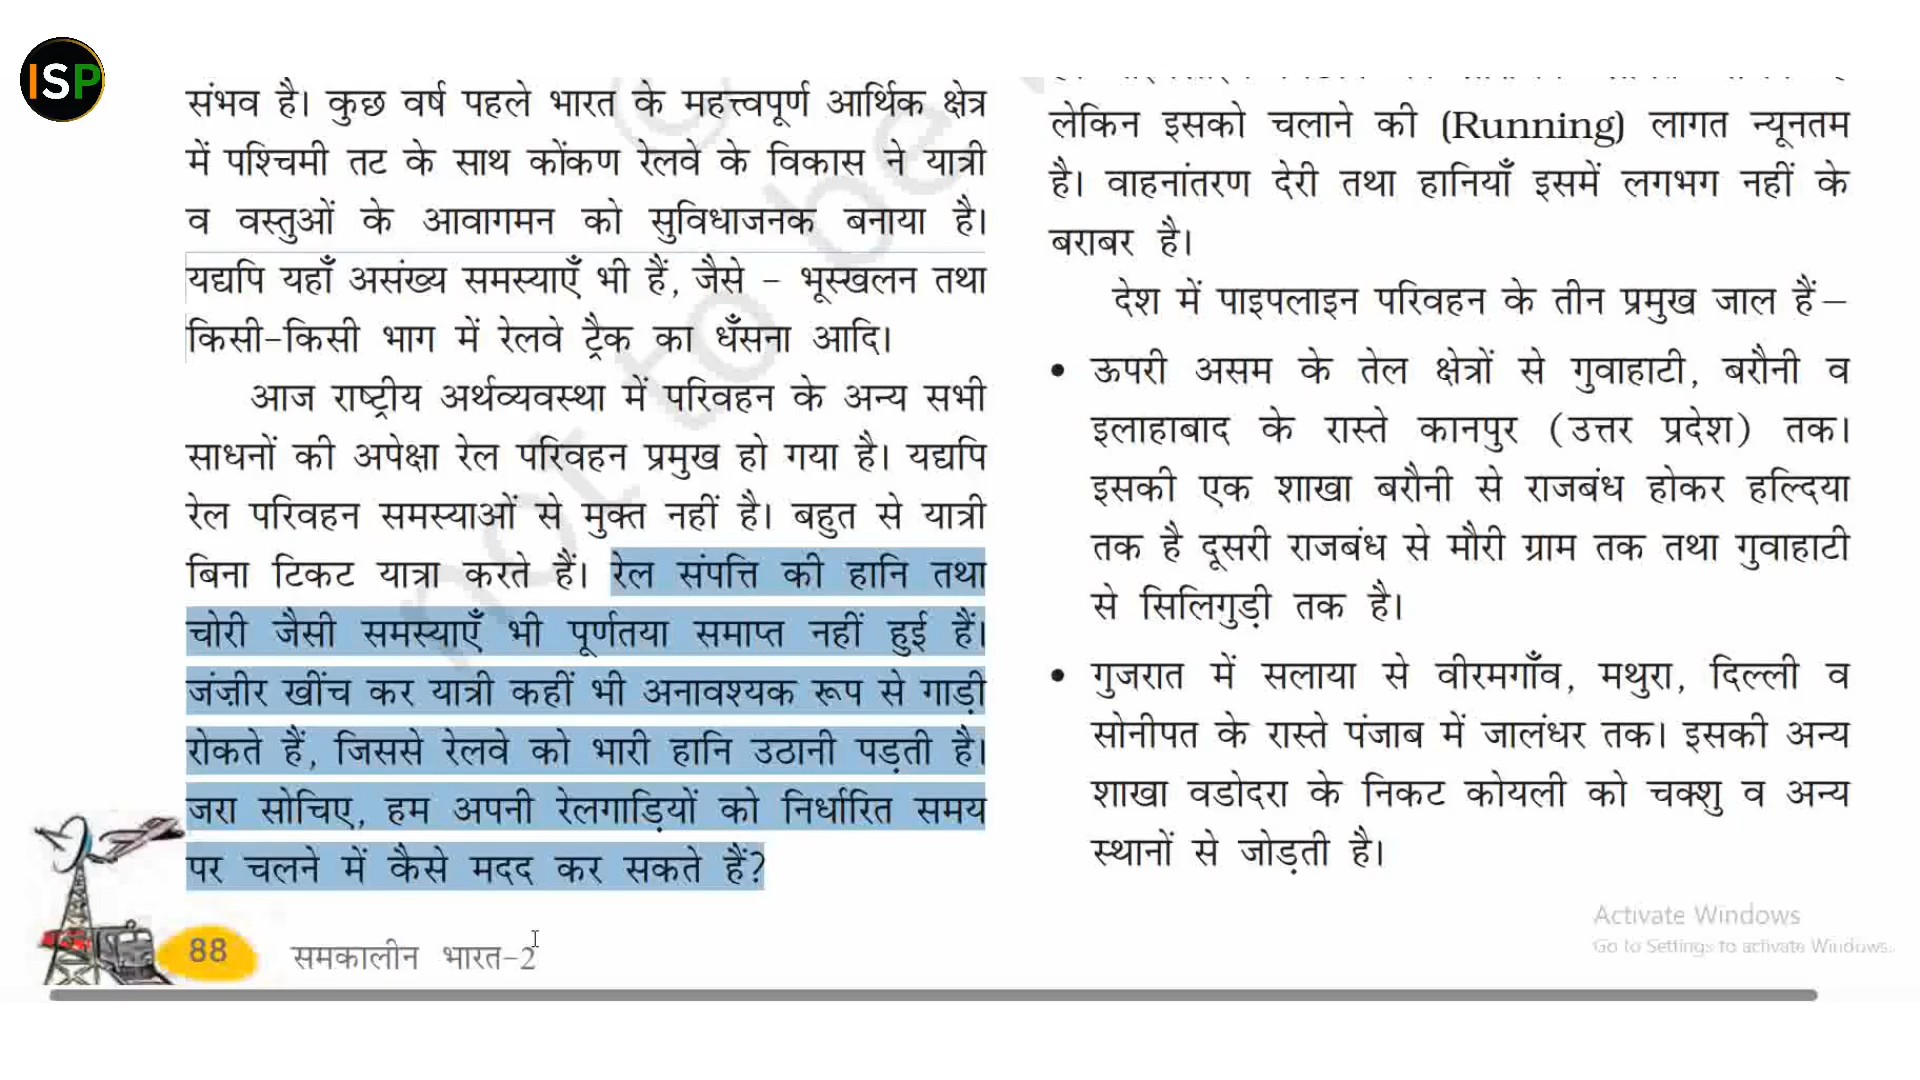 ISP
संभव है। कुछ वर्ष पहले भारत के महत्त्वपूर्ण आर्थिक क्षेत्र
में पश्चिमी तट के साथ कोंकण रेलवे के विकास ने यात्री
व वस्तुओं के आवागमन को सुविधाजनक बनाया है।
यद्यपि यहाँ असंख्य समस्याएँ भी हैं, जैसे – भूस्खलन तथा
किसी-किसी भाग में रेलवे ट्रैक का धँसना आदि।
आज राष्ट्रीय अर्थव्यवस्था में परिवहन के अन्य सभी
साधनों की अपेक्षा रेल परिवहन प्रमुख हो गया है। यद्यपि
रेल परिवहन समस्याओं से मुक्त नहीं है। बहुत से यात्री
बिना टिकट यात्रा करते हैं। रेल संपत्ति की हानि तथा
चोरी जैसी समस्याएँ भी पूर्णतया समाप्त नहीं हुई हैं।
जंज़ीर खींच कर यात्री कहीं भी अनावश्यक रूप से गाड़ी
रोकते हैं, जिससे रेलवे को भारी हानि उठानी पड़ती है।
जरा सोचिए, हम अपनी रेलगाड़ियों को निर्धारित समय
पर चलने में कैसे मदद कर सकते हैं?
88 समकालीन भारत-2
लेकिन इसको चलाने की (Running) लागत न्यूनतम
है। वाहनांतरण देरी तथा हानियाँ इसमें लगभग नहीं के
बराबर है।
देश में पाइपलाइन परिवहन के तीन प्रमुख जाल हैं–
• ऊपरी असम के तेल क्षेत्रों से गुवाहाटी, बरौनी व
इलाहाबाद के रास्ते कानपुर (उत्तर प्रदेश) तक।
इसकी एक शाखा बरौनी से राजबंध होकर हल्दिया
तक है दूसरी राजबंध से मौरी ग्राम तक तथा गुवाहाटी
से सिलिगुड़ी तक है।
• गुजरात में सलाया से वीरमगाँव, मथुरा, दिल्ली व
सोनीपत के रास्ते पंजाब में जालंधर तक। इसकी अन्य
शाखा वडोदरा के निकट कोयली को चक्शु व अन्य
स्थानों से जोड़ती है।
not to be
Activate Windows
Go to Settings to activate Windows.